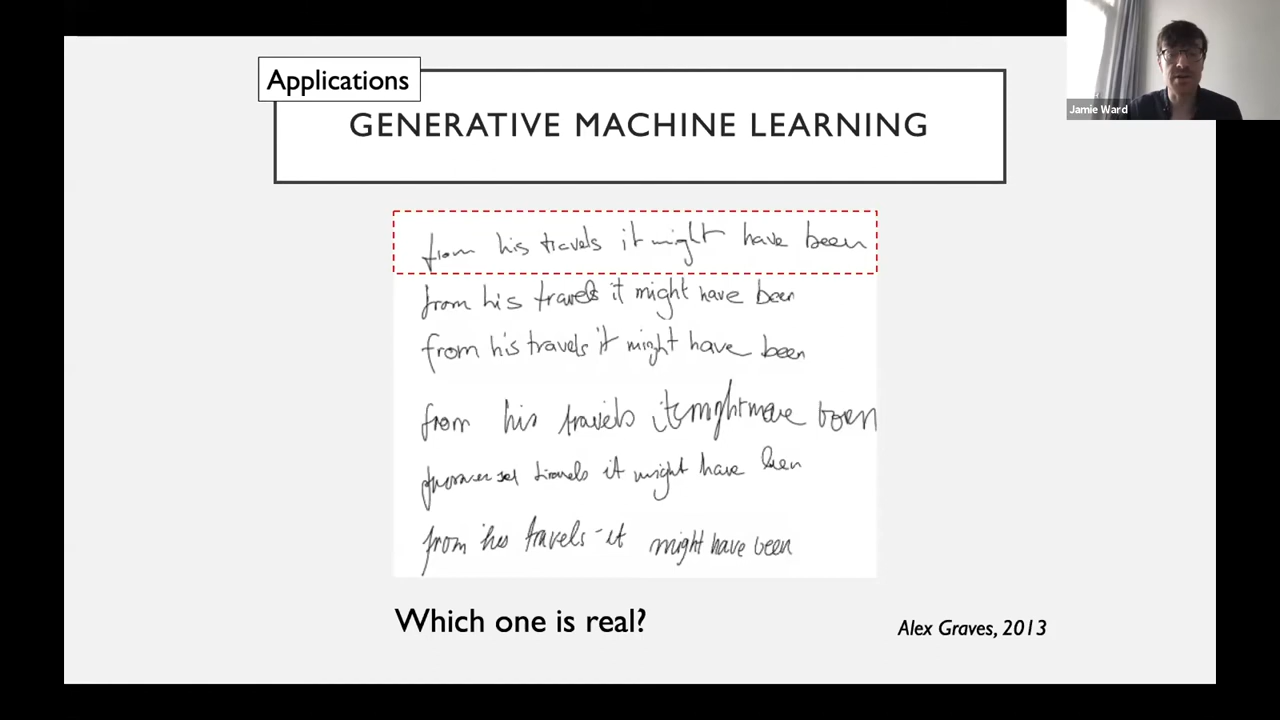 Applications
GENERATIVE MACHINE LEARNING
Jamie Ward
from his travels it might have been
from his travels it might have been
from his travels it might have been
from his travels it
travels it might have been
from his travels - it might have been
Which one is real?
Alex Graves, 2013